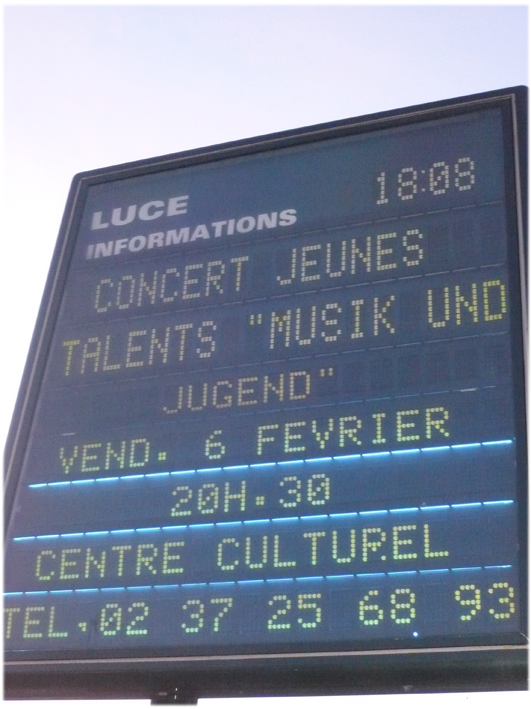 LUCE
INFORMATIONS
18:08
CONCERT JEUNES
TALENTS "MUSIK UND
JUGEND"
VEND. 6 FEVRIER
20H.30
CENTRE CULTUREL
TEL.02 37 25 68 93